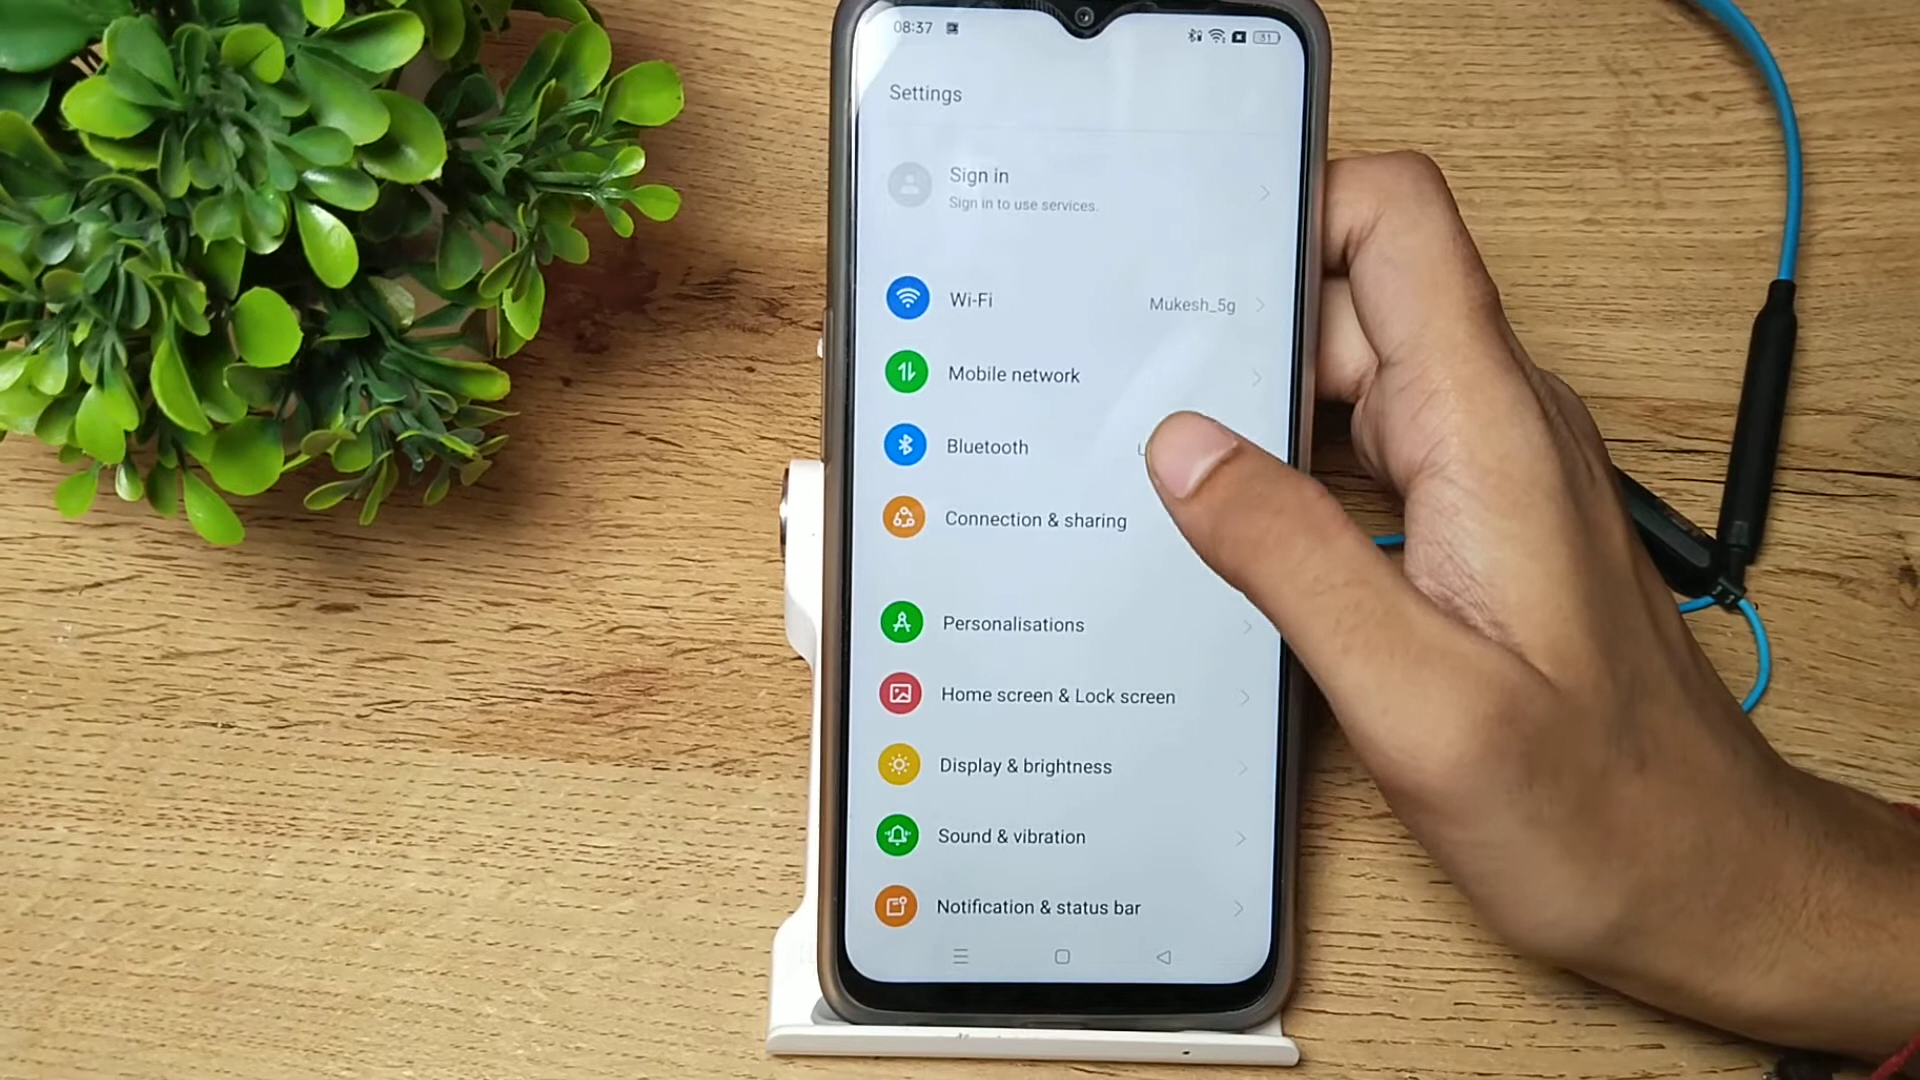 08:37
31
Settings
Sign in
Sign in to use services.
Wi-Fi Mukesh_5g
Mobile network
Bluetooth
Connection & sharing
Personalisations
Home screen & Lock screen
Display & brightness
Sound & vibration
Notification & status bar